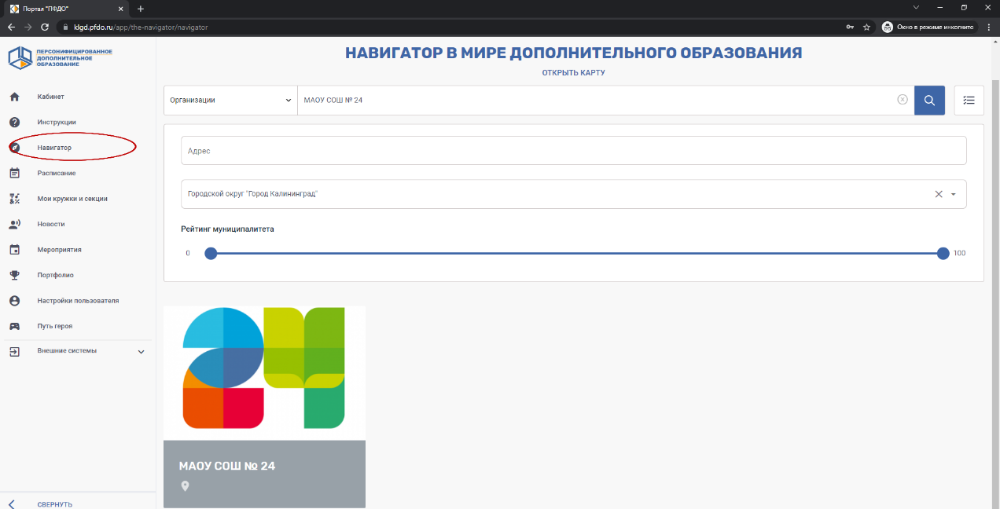 Портал "ПФДО"
klgd.pfdo.ru/app/the-navigator/navigator
Окно в режиме инкогнито
ПЕРСОНИФИЦИРОВАННОЕ
ДОПОЛНИТЕЛЬНОЕ
ОБРАЗОВАНИЕ
Кабинет
Инструкции
Навигатор
Расписание
Мои кружки и секции
Новости
Мероприятия
Портфолио
Настройки пользователя
Путь героя
Внешние системы
СВЕРНУТЬ
НАВИГАТОР В МИРЕ ДОПОЛНИТЕЛЬНОГО ОБРАЗОВАНИЯ
ОТКРЫТЬ КАРТУ
Организации
МАОУ СОШ № 24
Адрес
Городской округ "Город Калининград"
Рейтинг муниципалитета
0 100
24
МАОУ СОШ № 24